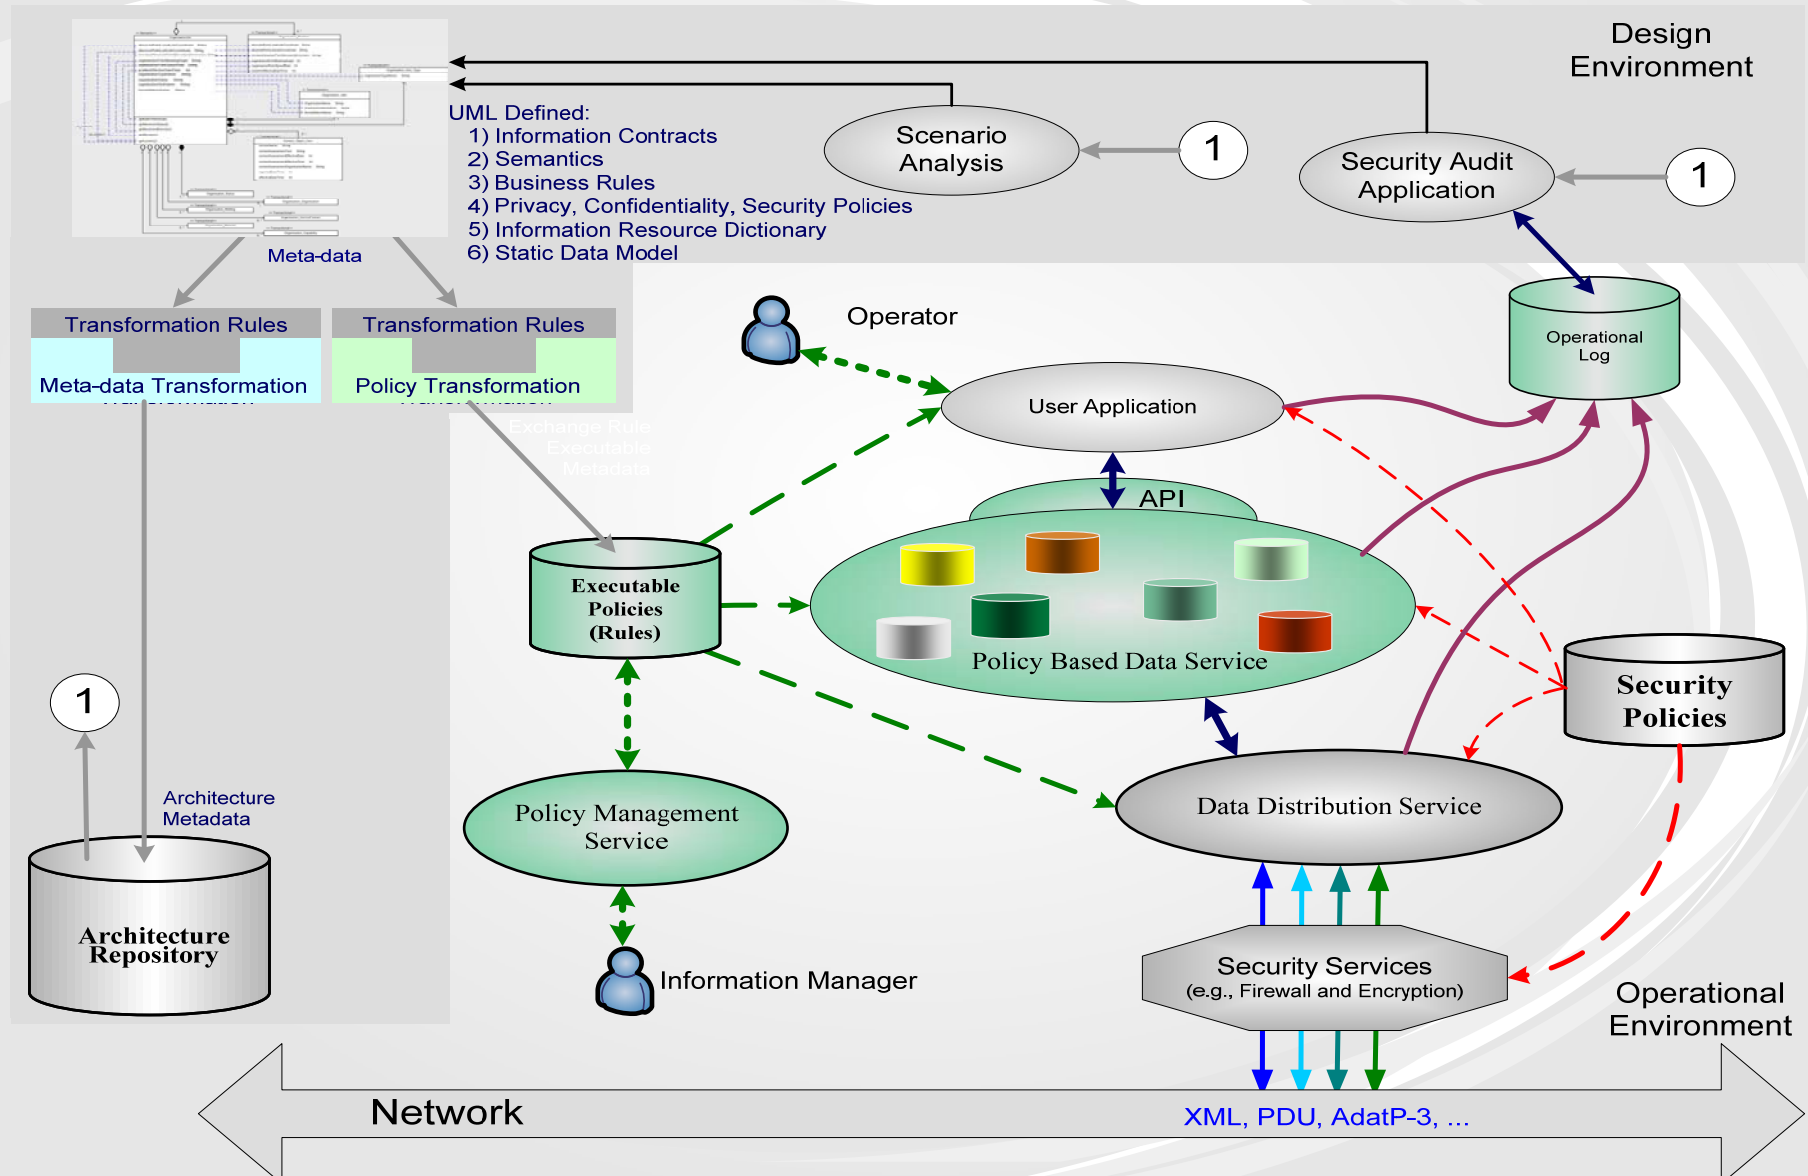 Design
Environment
UML Defined:
1) Information Contracts
2) Semantics
3) Business Rules
4) Privacy, Confidentiality, Security Policies
5) Information Resource Dictionary
6) Static Data Model
Scenario
Analysis
1
Security Audit
Application
1
Meta-data
Transformation Rules
Meta-data Transformation
Transformation Rules
Policy Transformation
Operator
Operational
Log
User Application
Exchange Rule
Executable
Metadata
API
Executable
Policies
(Rules)
Policy Based Data Service
Security
Policies
1
Architecture
Metadata
Policy Management
Service
Data Distribution Service
Architecture
Repository
Information Manager
Security Services
(e.g., Firewall and Encryption)
Operational
Environment
Network
XML, PDU, AdatP-3, ...